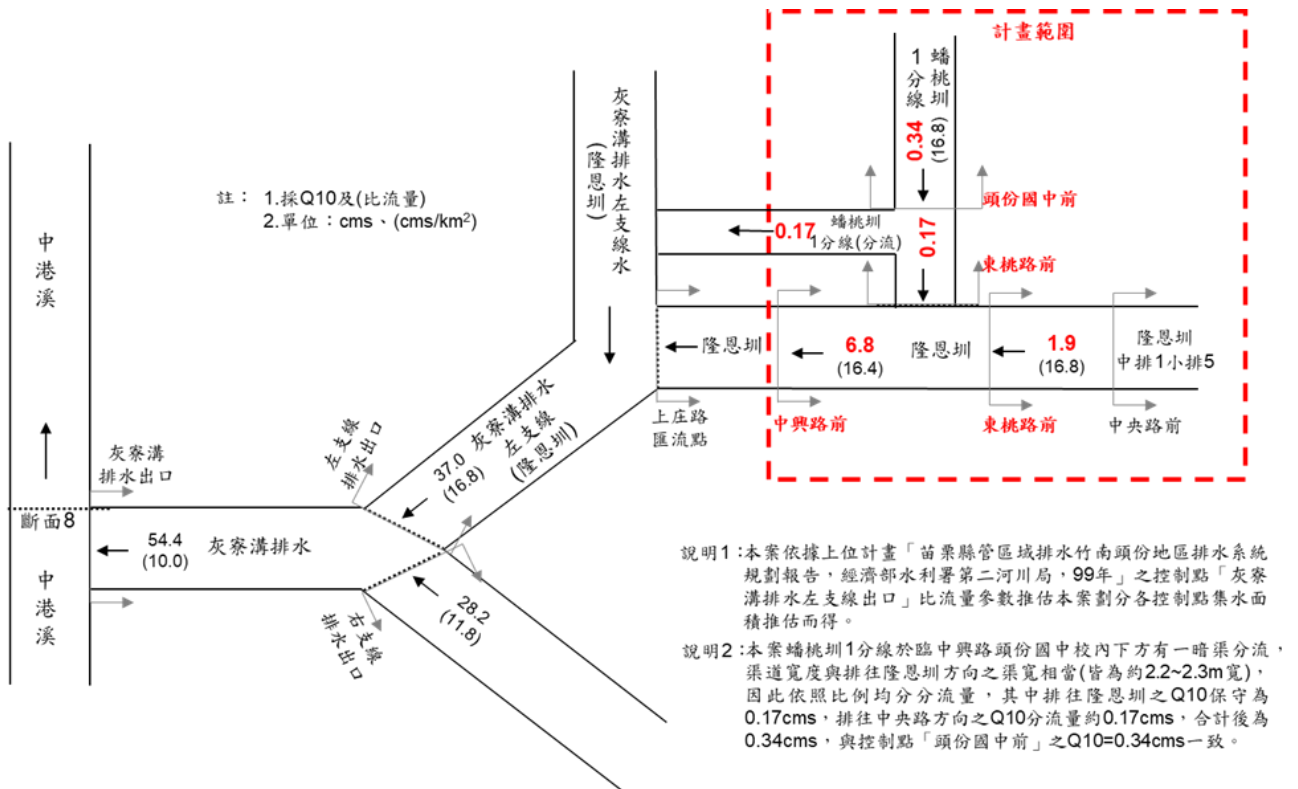 計畫範圍
蟠桃圳
1分線
0.34
(16.8)
灰寮溝排水左支線水
(隆恩圳)
註： 1.採Q10及(比流量)
2.單位：cms、(cms/km²)
頭份國中前
中港溪
0.17
蟠桃圳
1分線(分流)
0.17
東桃路前
隆恩圳
6.8
(16.4)
隆恩圳
1.9
(16.8)
隆恩圳
中排1小排5
上庄路
匯流點
中興路前
東桃路前
中央路前
灰寮溝
排水出口
左支線
排水出口
37.0
(16.8)
灰寮溝排水
左支線
(隆恩圳)
斷面8
54.4
(10.0)
灰寮溝排水
中港溪
右支線
排水出口
28.2
(11.8)
說明1：本案依據上位計畫「苗栗縣管區域排水竹南頭份地區排水系統
規劃報告，經濟部水利署第二河川局，99年」之控制點「灰寮
溝排水左支線出口」比流量參數推估本案劃分各控制點集水面
積推估而得。
說明2：本案蟠桃圳1分線於臨中興路頭份國中校內下方有一暗渠分流，
渠道寬度與排往隆恩圳方向之渠寬相當(皆為約2.2~2.3m寬)，
因此依照比例均分分流量，其中排往隆恩圳之Q10保守為
0.17cms，排往中央路方向之Q10分流量約0.17cms，合計後為
0.34cms，與控制點「頭份國中前」之Q10=0.34cms一致。